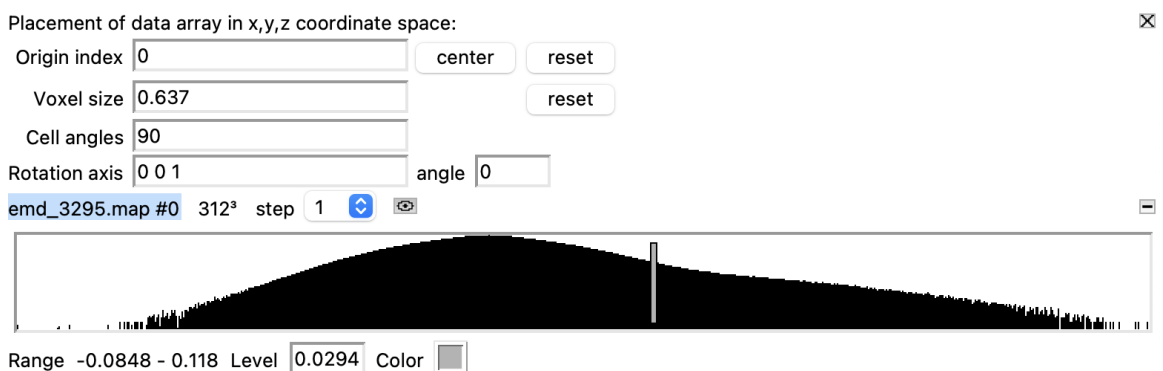 Placement of data array in x,y,z coordinate space:
Origin index 0 center reset
Voxel size 0.637 reset
Cell angles 90
Rotation axis 0 0 1 angle 0
emd_3295.map #0 312³ step 1
Range -0.0848 - 0.118 Level 0.0294 Color